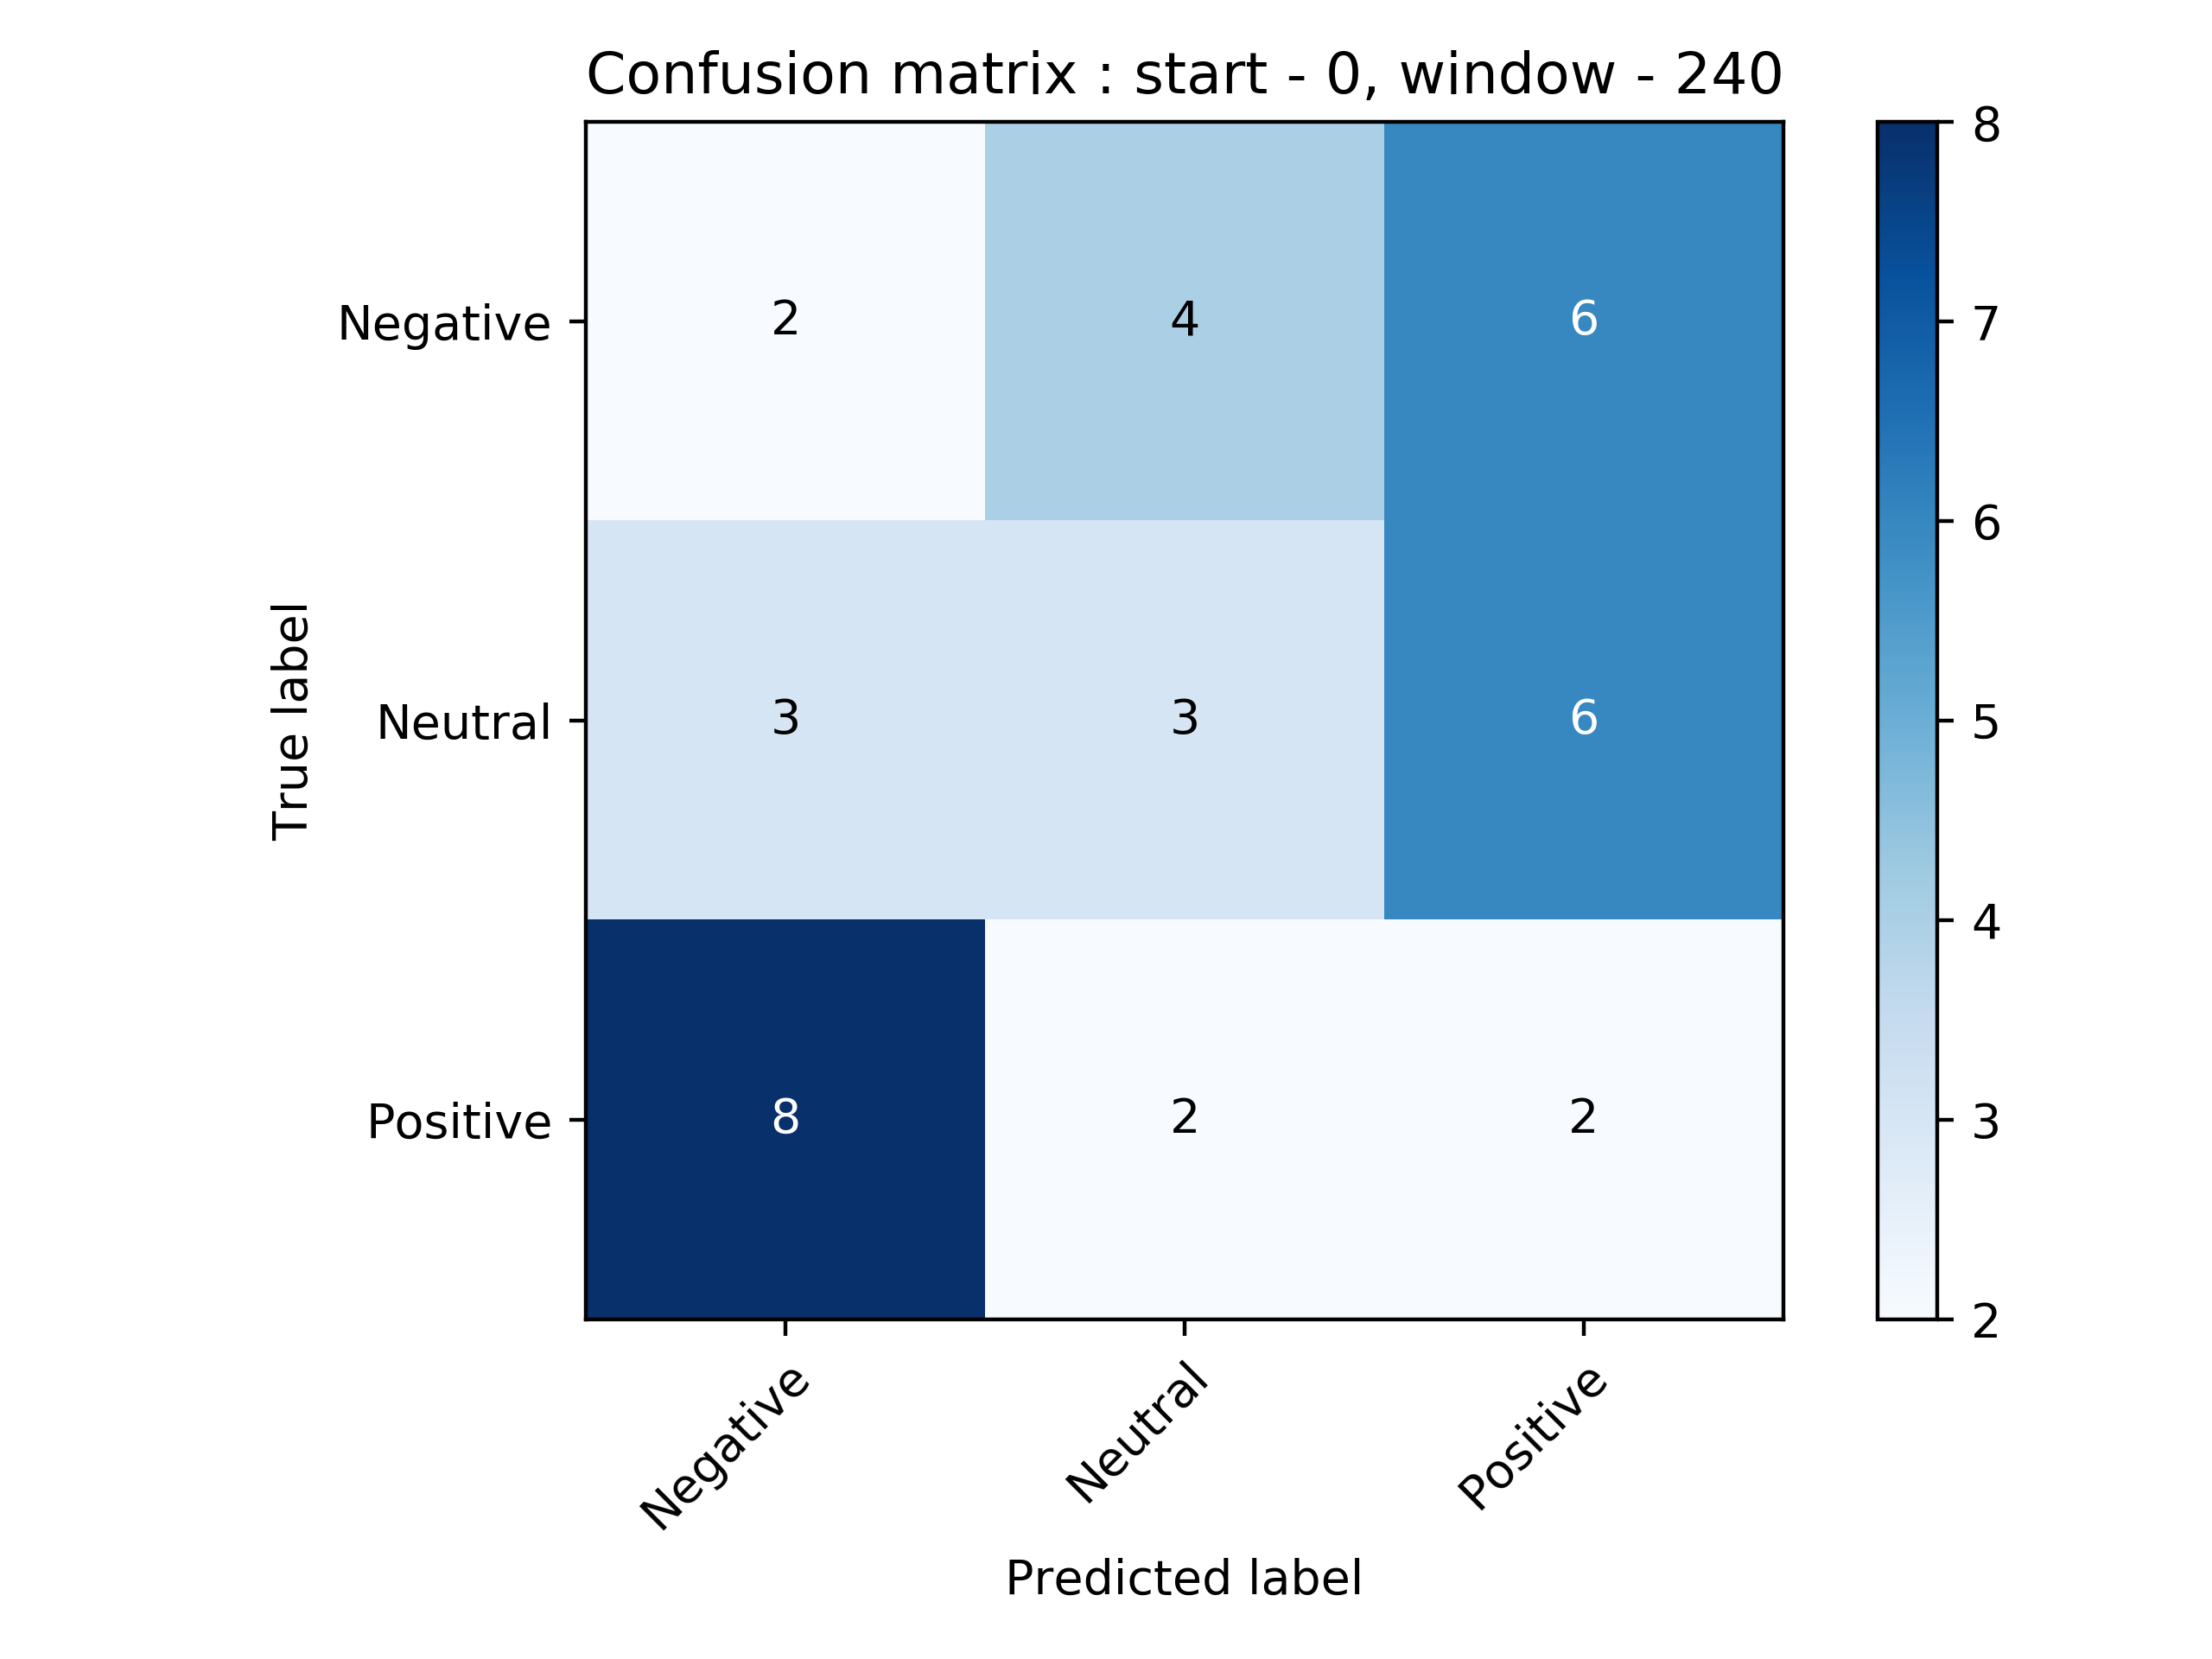 Confusion matrix : start - 0, window - 240
True label
Negative
2 4 6
Neutral
3 3 6
Positive
8 2 2
Negative
Neutral
Positive
Predicted label
8
7
6
5
4
3
2